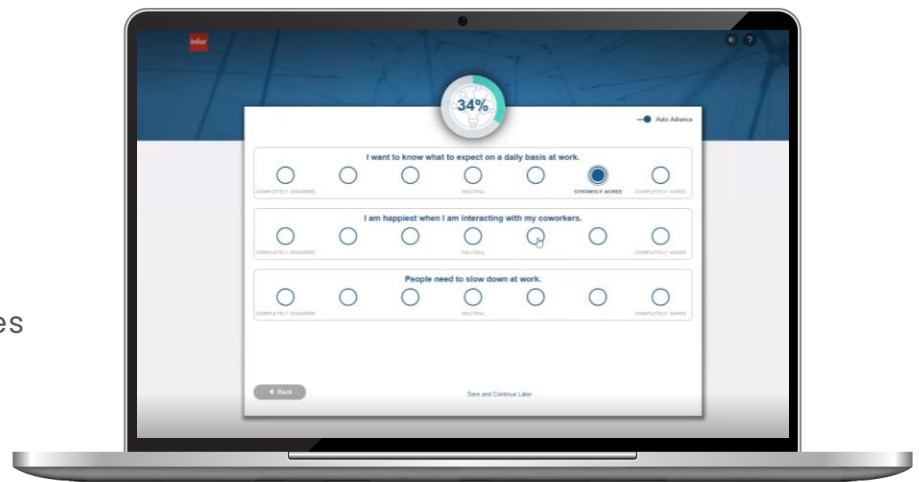 infor
?
34%
Auto Advance
I want to know what to expect on a daily basis at work.
COMPLETELY DISAGREE NEUTRAL STRONGLY AGREE COMPLETELY AGREE
I am happiest when I am interacting with my coworkers.
COMPLETELY DISAGREE NEUTRAL COMPLETELY AGREE
People need to slow down at work.
COMPLETELY DISAGREE NEUTRAL COMPLETELY AGREE
es
Back Save and Continue Later